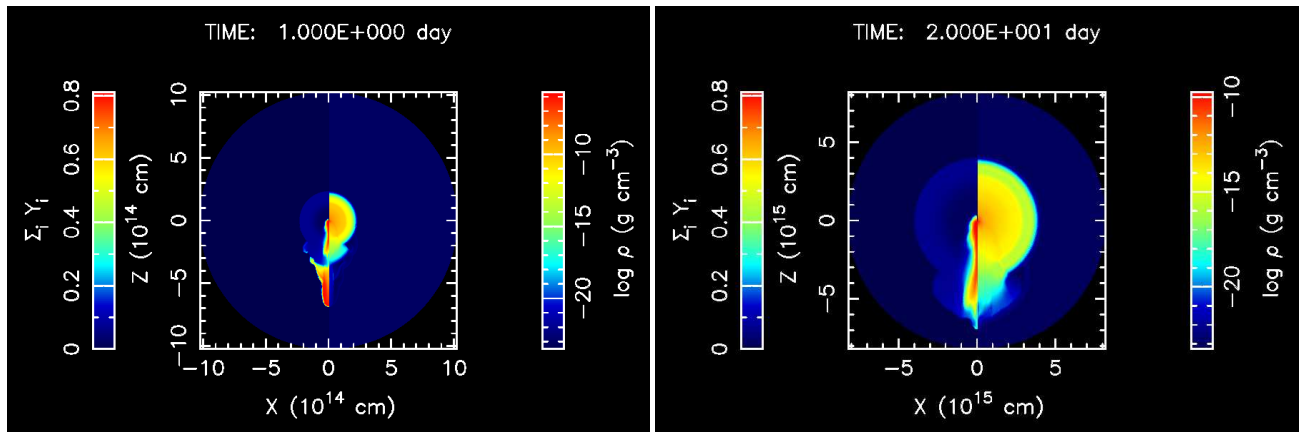 TIME: 1.000E+000 day
Σi Yi
0 0.2 0.4 0.6 0.8
Z (10^14 cm)
−10 −5 0 5 10
−10 −5 0 5 10
X (10^14 cm)
−20 −15 −10
log ρ (g cm^−3)
TIME: 2.000E+001 day
Σi Yi
0 0.2 0.4 0.6 0.8
Z (10^15 cm)
−5 0 5
−5 0 5
X (10^15 cm)
−20 −15 −10
log ρ (g cm^−3)